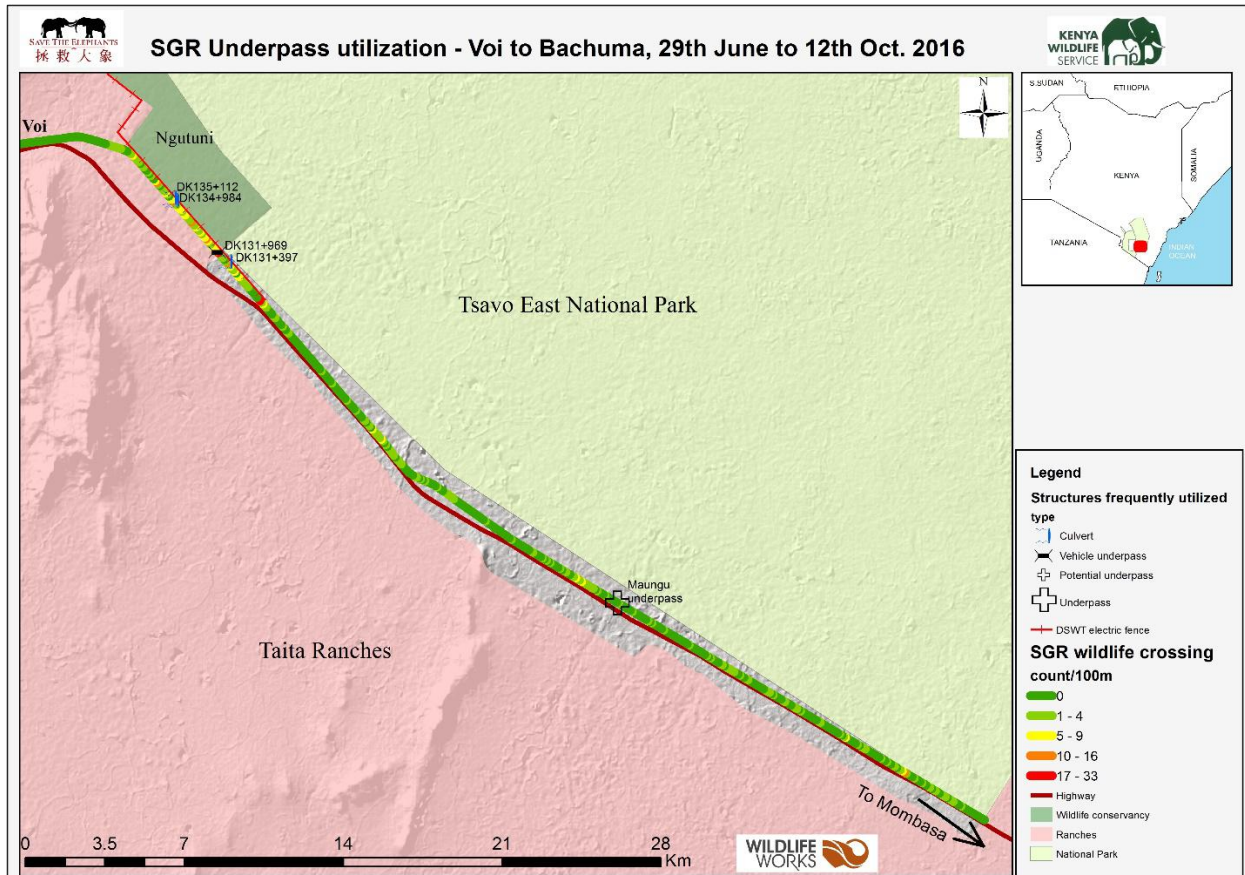 SAVE THE ELEPHANTS
拯救大象
SGR Underpass utilization - Voi to Bachuma, 29th June to 12th Oct. 2016
KENYA
WILDLIFE
SERVICE
N
Voi
Ngutuni
DK135+112
DK134+984
DK131+969
DK131+397
Tsavo East National Park
Taita Ranches
Maungu
underpass
To Mombasa
0 3.5 7 14 21 28
Km
WILDLIFE
WORKS
S.SUDAN
ETHIOPIA
UGANDA
SOMALIA
KENYA
TANZANIA
INDIAN
OCEAN
Legend
Structures frequently utilized
type
Culvert
Vehicle underpass
Potential underpass
Underpass
DSWT electric fence
SGR wildlife crossing
count/100m
0
1 - 4
5 - 9
10 - 16
17 - 33
Highway
Wildlife conservancy
Ranches
National Park